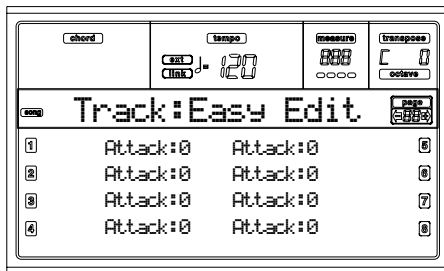 chord tempo measure transpose
ext
link ♩= 120 888 C 0
octave
song Track:Easy Edit page
88
1 Attack:0 Attack:0 5
2 Attack:0 Attack:0 6
3 Attack:0 Attack:0 7
4 Attack:0 Attack:0 8